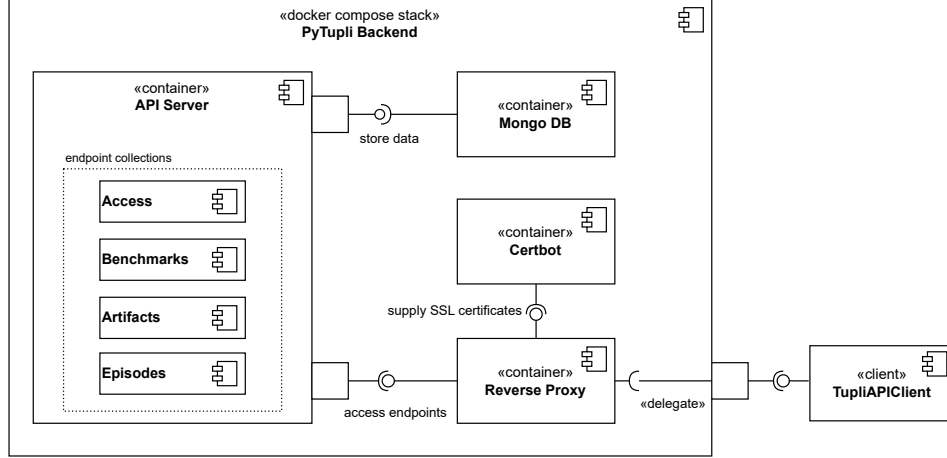 «docker compose stack»
PyTupli Backend
«container»
API Server
endpoint collections
Access
Benchmarks
Artifacts
Episodes
store data
«container»
Mongo DB
«container»
Certbot
supply SSL certificates
access endpoints
«container»
Reverse Proxy
«delegate»
«client»
TupliAPIClient